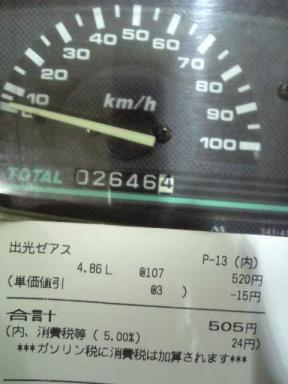 10 20 30 40 50 60 70 80 90 100
km/h
TOTAL 026464
出光ゼアス P-13 (内)
4.86L @107 520円
(単価値引 @3 ) -15円
合計 505円
(内、消費税等 ( 5.00%) 24円)
***ガソリン税に消費税は加算されます***